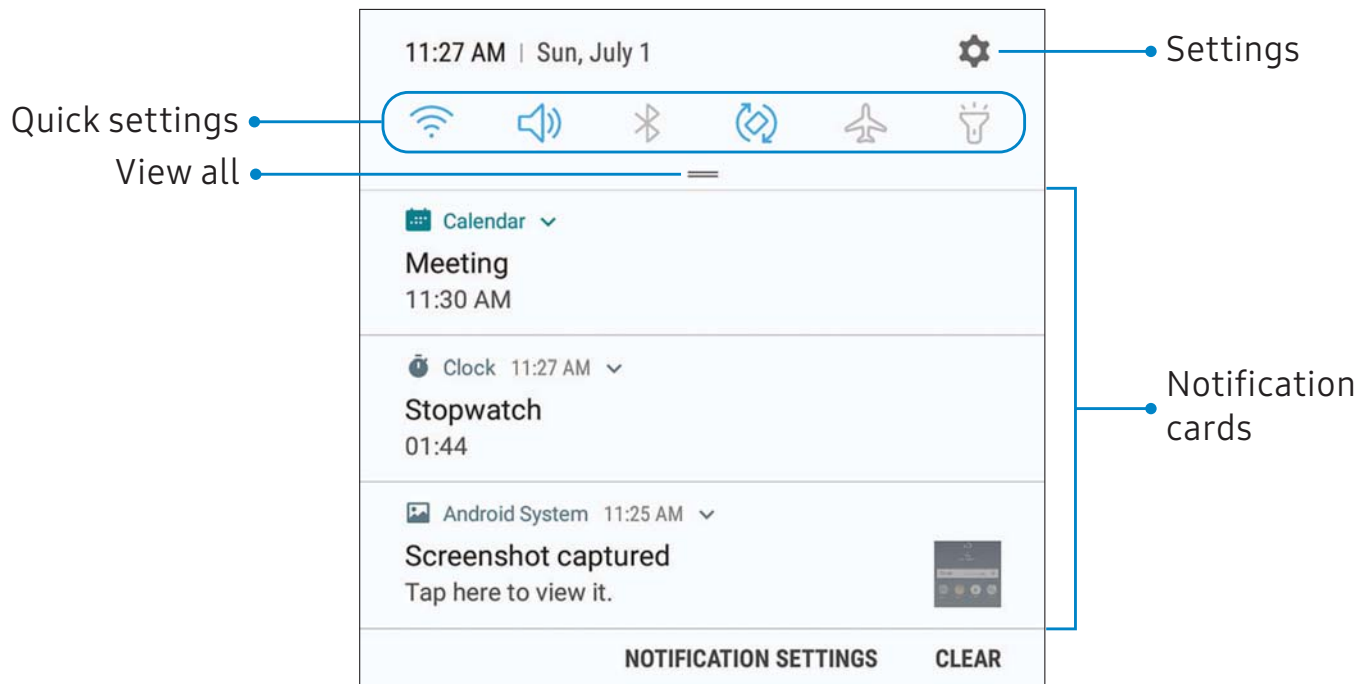 11:27 AM | Sun, July 1
Settings
Quick settings
View all
Calendar
Meeting
11:30 AM
Clock 11:27 AM
Stopwatch
01:44
Notification
cards
Android System 11:25 AM
Screenshot captured
Tap here to view it.
NOTIFICATION SETTINGS CLEAR